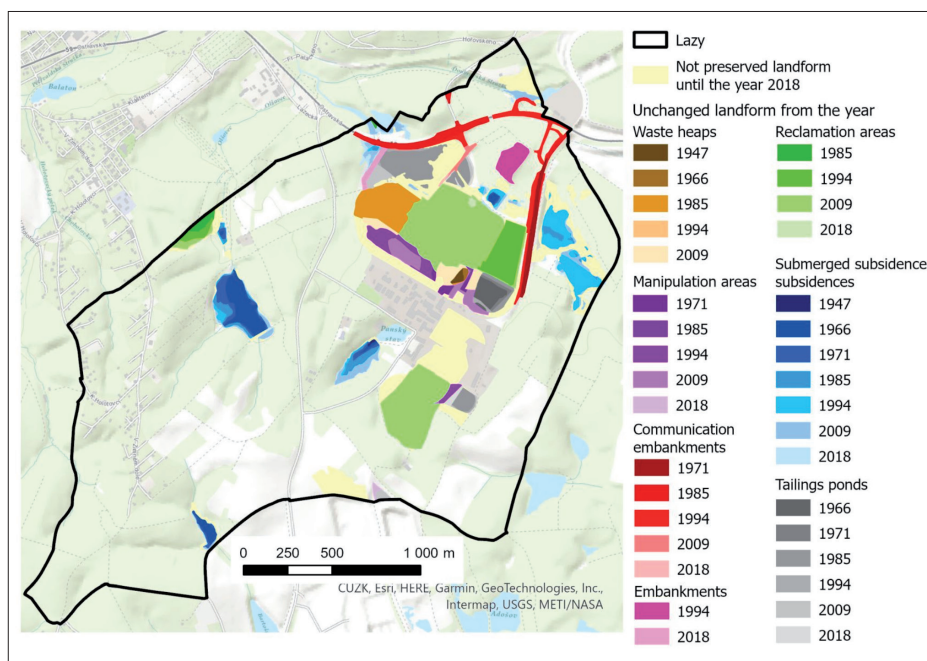 Balaton
Panský
stav
0 250 500 1 000 m
CUZK, Esri, HERE, Garmin, GeoTechnologies, Inc.,
Intermap, USGS, METI/NASA
Lazy
Not preserved landform
until the year 2018
Unchanged landform from the year
Waste heaps
1947
1966
1985
1994
2009
Manipulation areas
1971
1985
1994
2009
2018
Communication
embankments
1971
1985
1994
2009
2018
Embankments
1994
2018
Reclamation areas
1985
1994
2009
2018
Submerged subsidence
subsidences
1947
1966
1971
1985
1994
2009
2018
Tailings ponds
1966
1971
1985
1994
2009
2018